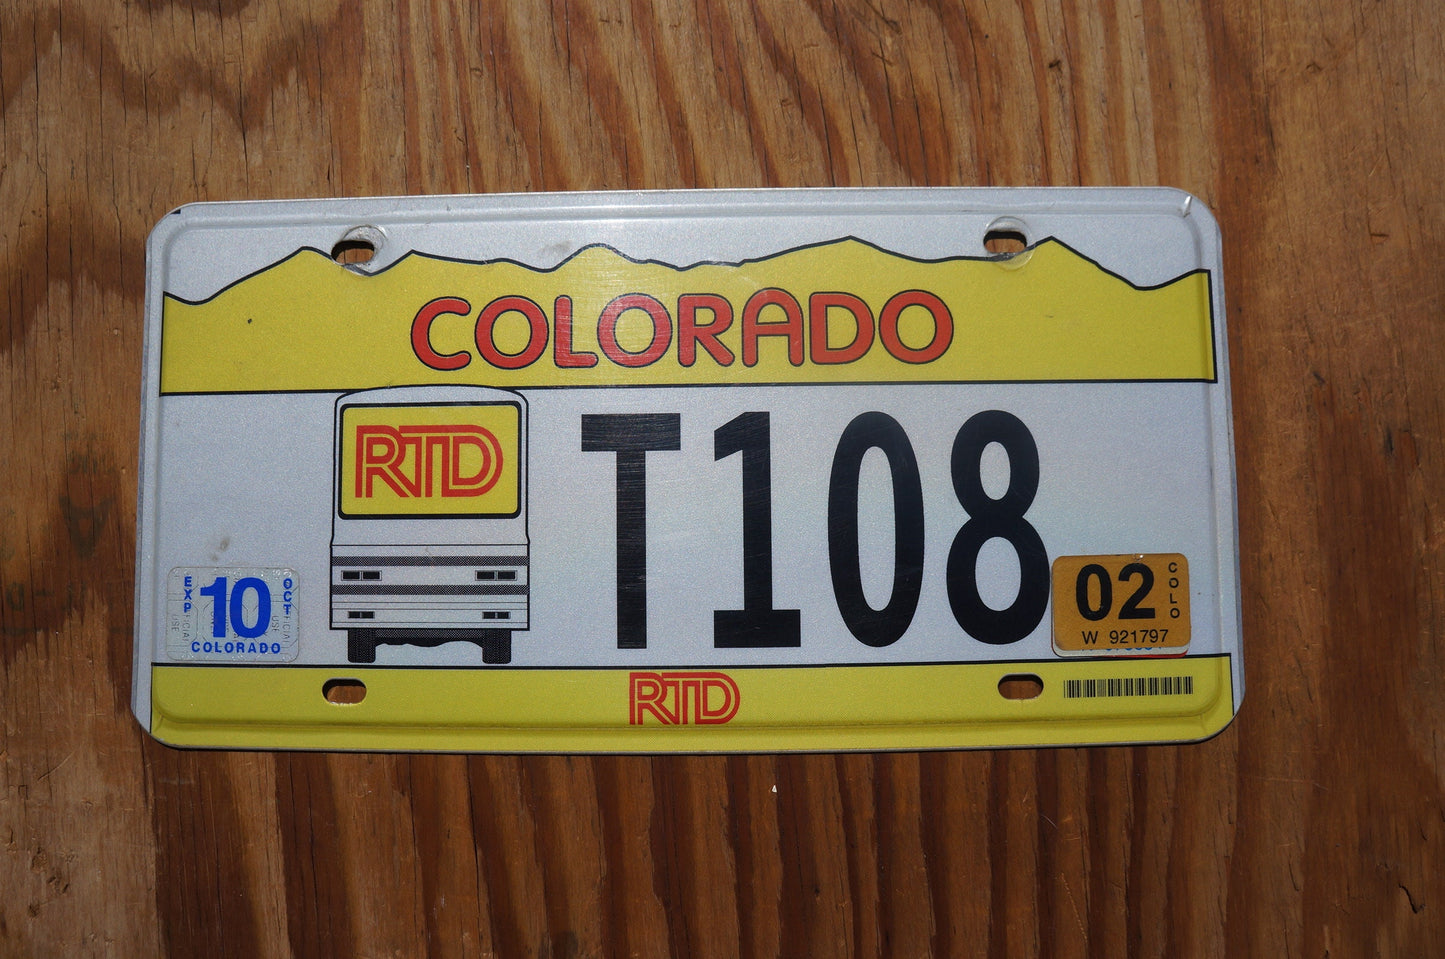 COLORADO
RTD
T108
EXP
10
OCT
COLORADO
02
COLO
W 921797
RTD